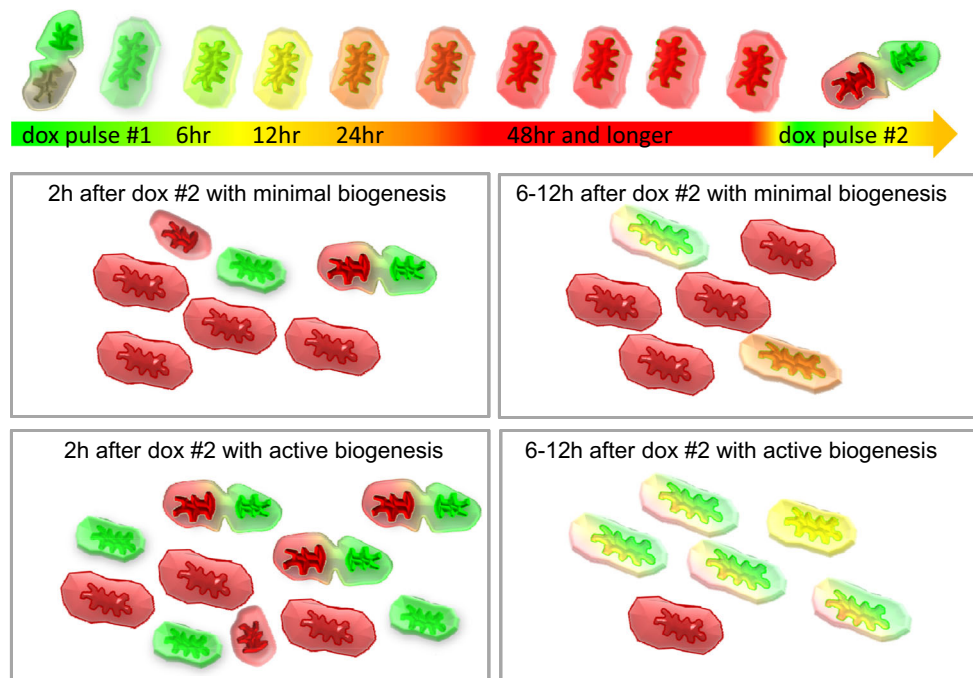 dox pulse #1 6hr 12hr 24hr 48hr and longer dox pulse #2
2h after dox #2 with minimal biogenesis
6-12h after dox #2 with minimal biogenesis
2h after dox #2 with active biogenesis
6-12h after dox #2 with active biogenesis